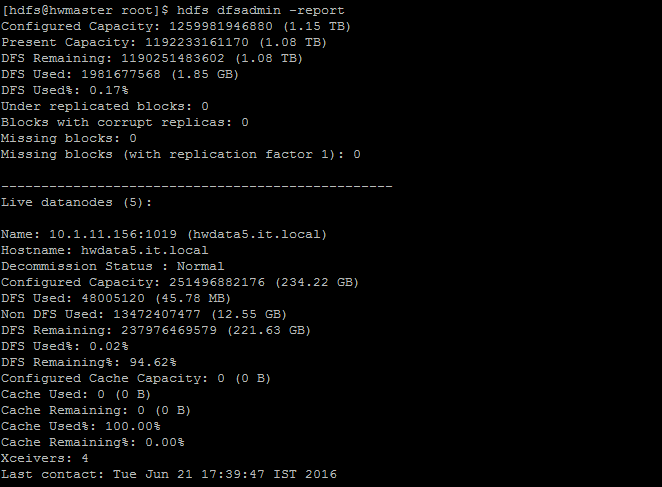 [hdfs@hwmaster root]$ hdfs dfsadmin -report
Configured Capacity: 1259981946880 (1.15 TB)
Present Capacity: 1192233161170 (1.08 TB)
DFS Remaining: 1190251483602 (1.08 TB)
DFS Used: 1981677568 (1.85 GB)
DFS Used%: 0.17%
Under replicated blocks: 0
Blocks with corrupt replicas: 0
Missing blocks: 0
Missing blocks (with replication factor 1): 0
-------------------------------------------------
Live datanodes (5):
Name: 10.1.11.156:1019 (hwdata5.it.local)
Hostname: hwdata5.it.local
Decommission Status : Normal
Configured Capacity: 251496882176 (234.22 GB)
DFS Used: 48005120 (45.78 MB)
Non DFS Used: 13472407477 (12.55 GB)
DFS Remaining: 237976469579 (221.63 GB)
DFS Used%: 0.02%
DFS Remaining%: 94.62%
Configured Cache Capacity: 0 (0 B)
Cache Used: 0 (0 B)
Cache Remaining: 0 (0 B)
Cache Used%: 100.00%
Cache Remaining%: 0.00%
Xceivers: 4
Last contact: Tue Jun 21 17:39:47 IST 2016